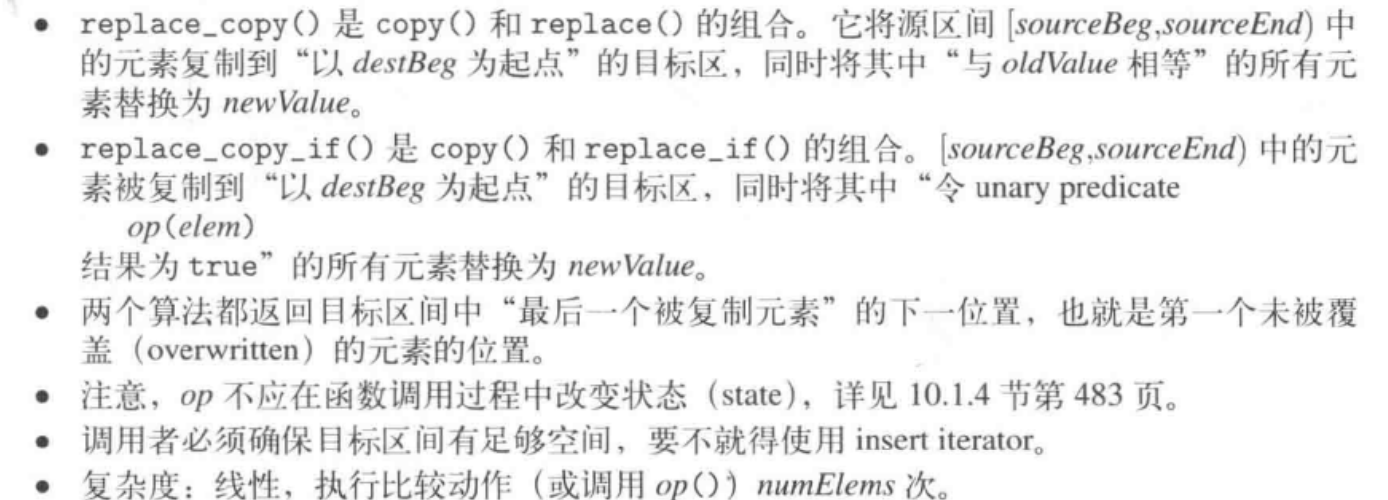 • replace_copy() 是 copy() 和 replace() 的组合。它将源区间 [sourceBeg,sourceEnd) 中
的元素复制到“以 destBeg 为起点”的目标区，同时将其中“与 oldValue 相等”的所有元
素替换为 newValue。
• replace_copy_if() 是 copy() 和 replace_if() 的组合。[sourceBeg,sourceEnd) 中的元
素被复制到“以 destBeg 为起点”的目标区，同时将其中“令 unary predicate
op(elem)
结果为 true”的所有元素替换为 newValue。
• 两个算法都返回目标区间中“最后一个被复制元素”的下一位置，也就是第一个未被覆
盖（overwritten）的元素的位置。
• 注意，op 不应在函数调用过程中改变状态（state），详见 10.1.4 节第 483 页。
• 调用者必须确保目标区间有足够空间，要不就得使用 insert iterator。
• 复杂度：线性，执行比较动作（或调用 op()）numElems 次。